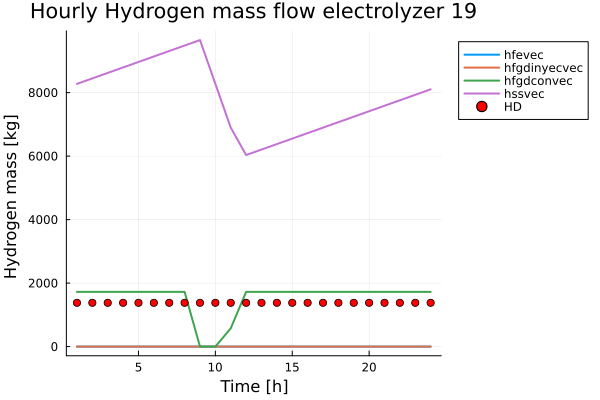 Hourly Hydrogen mass flow electrolyzer 19
hfevec
hfgdinyecvec
hfgdconvec
hssvec
HD
Hydrogen mass [kg]
8000
6000
4000
2000
0
5
10
15
20
Time [h]